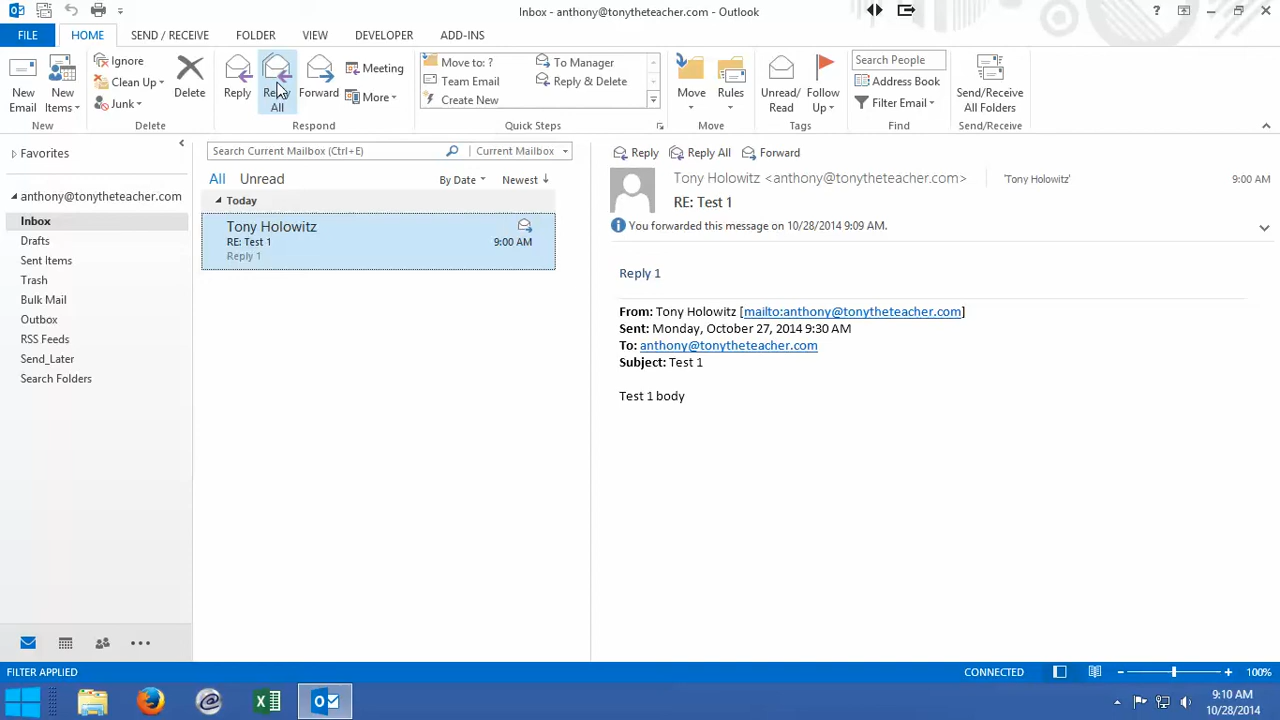 Inbox - anthony@tonytheteacher.com - Outlook
FILE HOME SEND / RECEIVE FOLDER VIEW DEVELOPER ADD-INS
New Email
New Items
Ignore
Clean Up
Junk
Delete
Reply
Reply All
Forward
Meeting
More
Move to: ?
Team Email
Create New
To Manager
Reply & Delete
Move
Rules
Unread/ Read
Follow Up
Search People
Address Book
Filter Email
Send/Receive All Folders
New Delete Respond Quick Steps Move Tags Find Send/Receive
Favorites
anthony@tonytheteacher.com
Inbox
Drafts
Sent Items
Trash
Bulk Mail
Outbox
RSS Feeds
Send_Later
Search Folders
Search Current Mailbox (Ctrl+E) Current Mailbox
All Unread By Date Newest
Today
Tony Holowitz
RE: Test 1 9:00 AM
Reply 1
Reply Reply All Forward
Tony Holowitz <anthony@tonytheteacher.com> 'Tony Holowitz' 9:00 AM
RE: Test 1
You forwarded this message on 10/28/2014 9:09 AM.
Reply 1
From: Tony Holowitz [mailto:anthony@tonytheteacher.com]
Sent: Monday, October 27, 2014 9:30 AM
To: anthony@tonytheteacher.com
Subject: Test 1
Test 1 body
FILTER APPLIED CONNECTED 100%
9:10 AM
10/28/2014